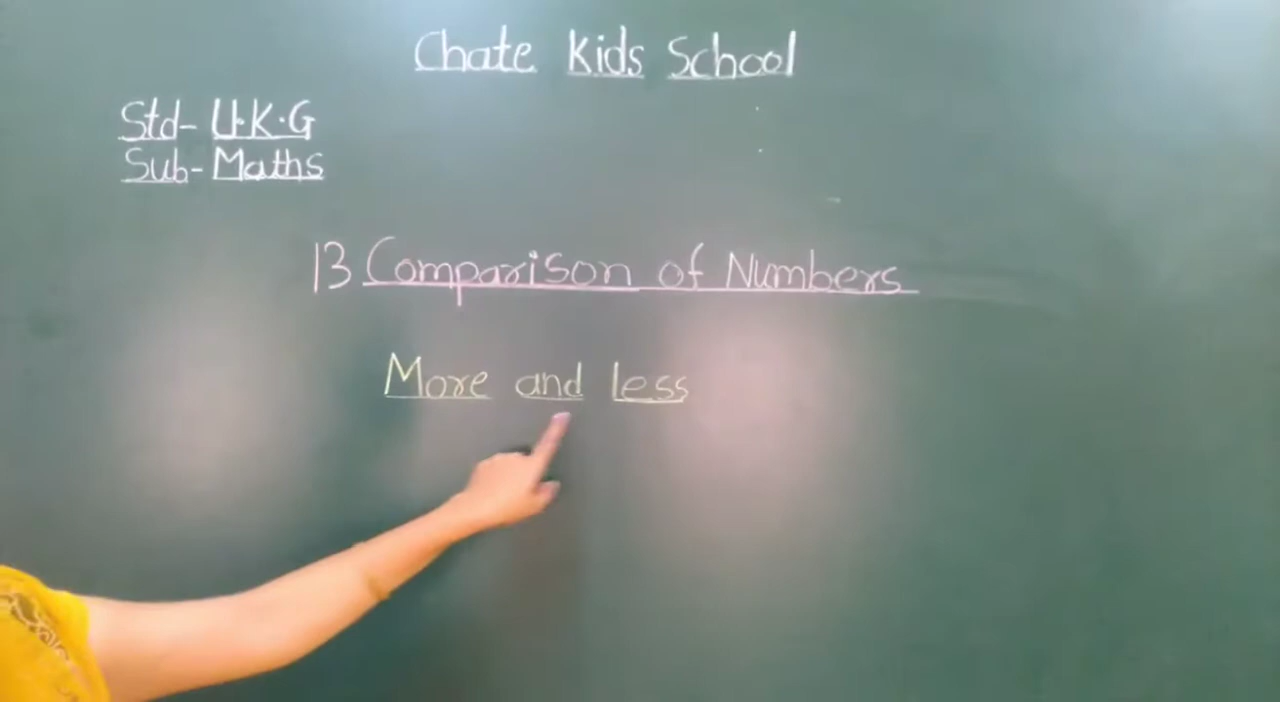 Chate Kids School
Std- U.K.G
Sub- Maths
13 Comparison of Numbers
More and less